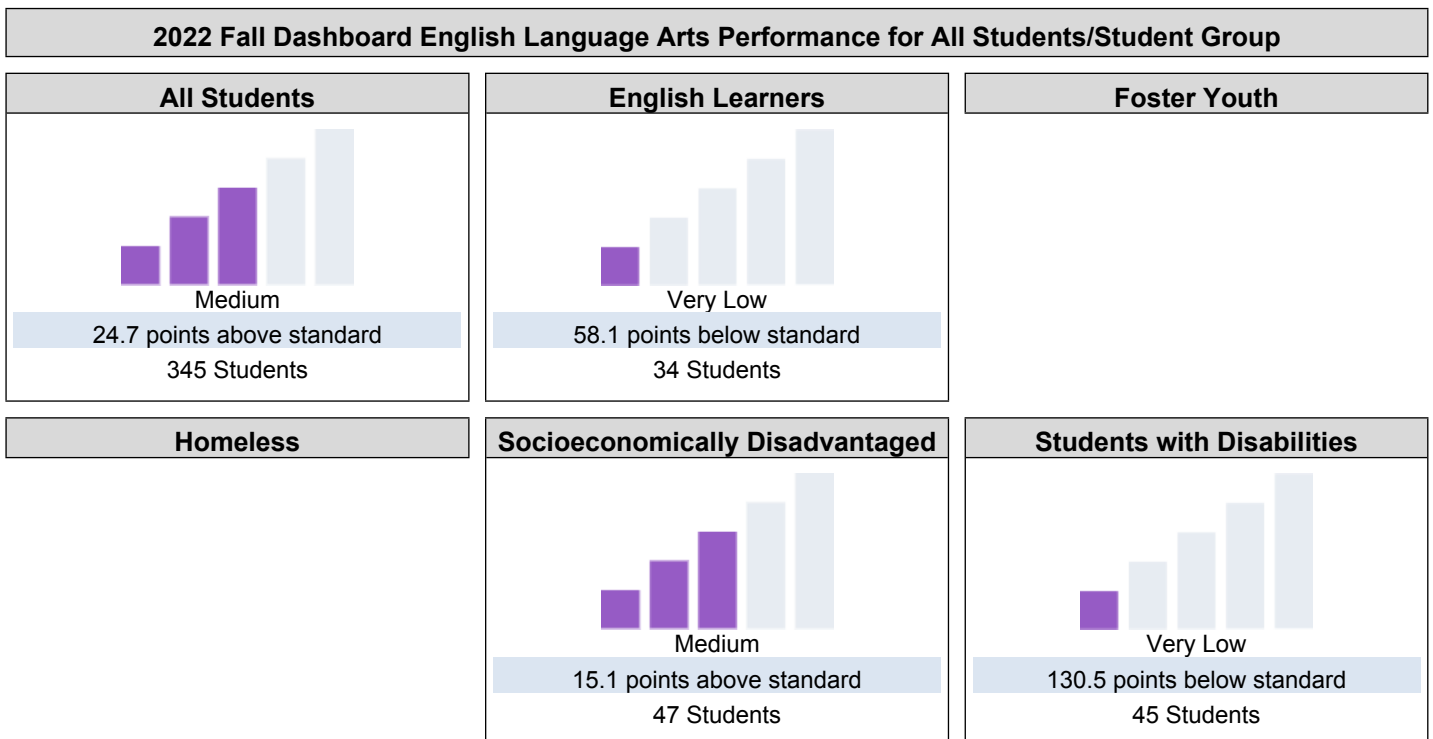 2022 Fall Dashboard English Language Arts Performance for All Students/Student Group
All Students
Medium
24.7 points above standard
345 Students
English Learners
Very Low
58.1 points below standard
34 Students
Foster Youth
Homeless
Socioeconomically Disadvantaged
Medium
15.1 points above standard
47 Students
Students with Disabilities
Very Low
130.5 points below standard
45 Students